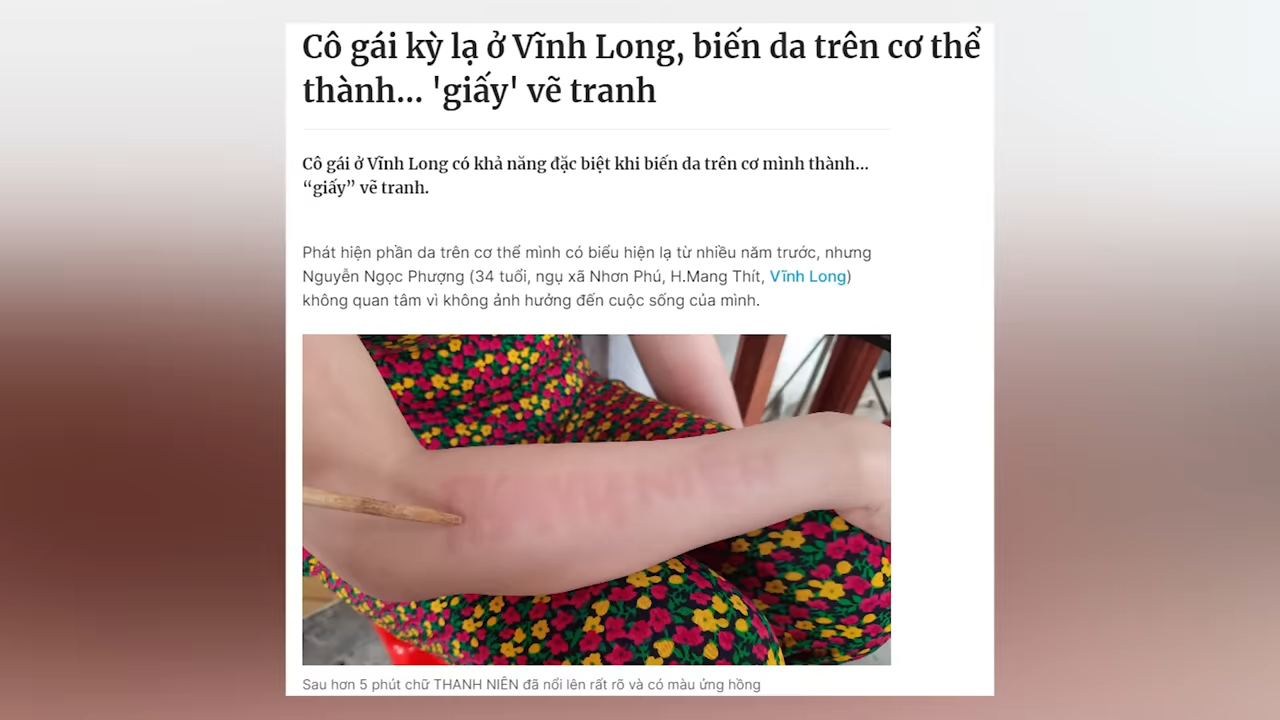 Cô gái kỳ lạ ở Vĩnh Long, biến da trên cơ thể
thành... 'giấy' vẽ tranh
Cô gái ở Vĩnh Long có khả năng đặc biệt khi biến da trên cơ mình thành...
“giấy” vẽ tranh.
Phát hiện phần da trên cơ thể mình có biểu hiện lạ từ nhiều năm trước, nhưng
Nguyễn Ngọc Phượng (34 tuổi, ngụ xã Nhơn Phú, H.Mang Thít, Vĩnh Long)
không quan tâm vì không ảnh hưởng đến cuộc sống của mình.
NIÊN
Sau hơn 5 phút chữ THANH NIÊN đã nổi lên rất rõ và có màu ửng hồng